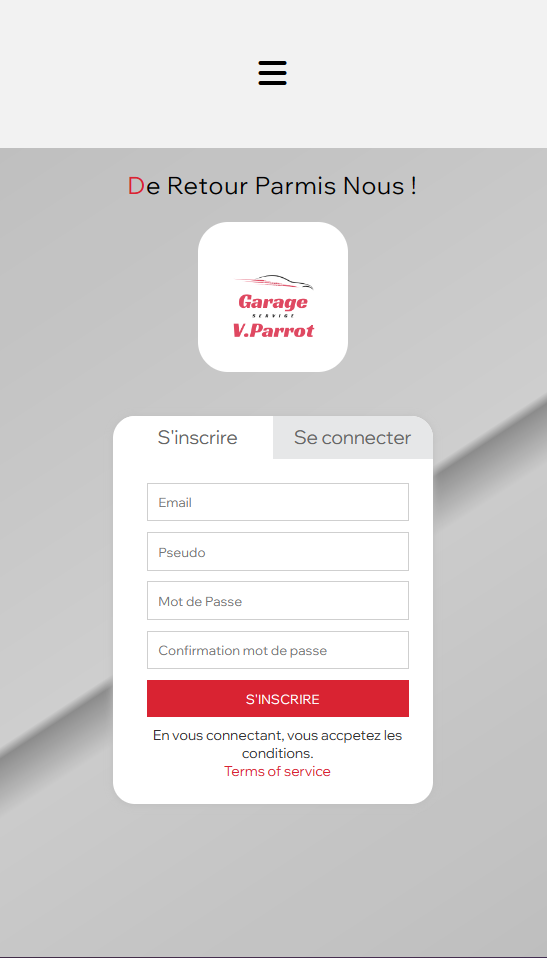 De Retour Parmis Nous !
Garage
SERVICE
V.Parrot
S'inscrire
Se connecter
Email
Pseudo
Mot de Passe
Confirmation mot de passe
S'INSCRIRE
En vous connectant, vous accpetez les
conditions.
Terms of service